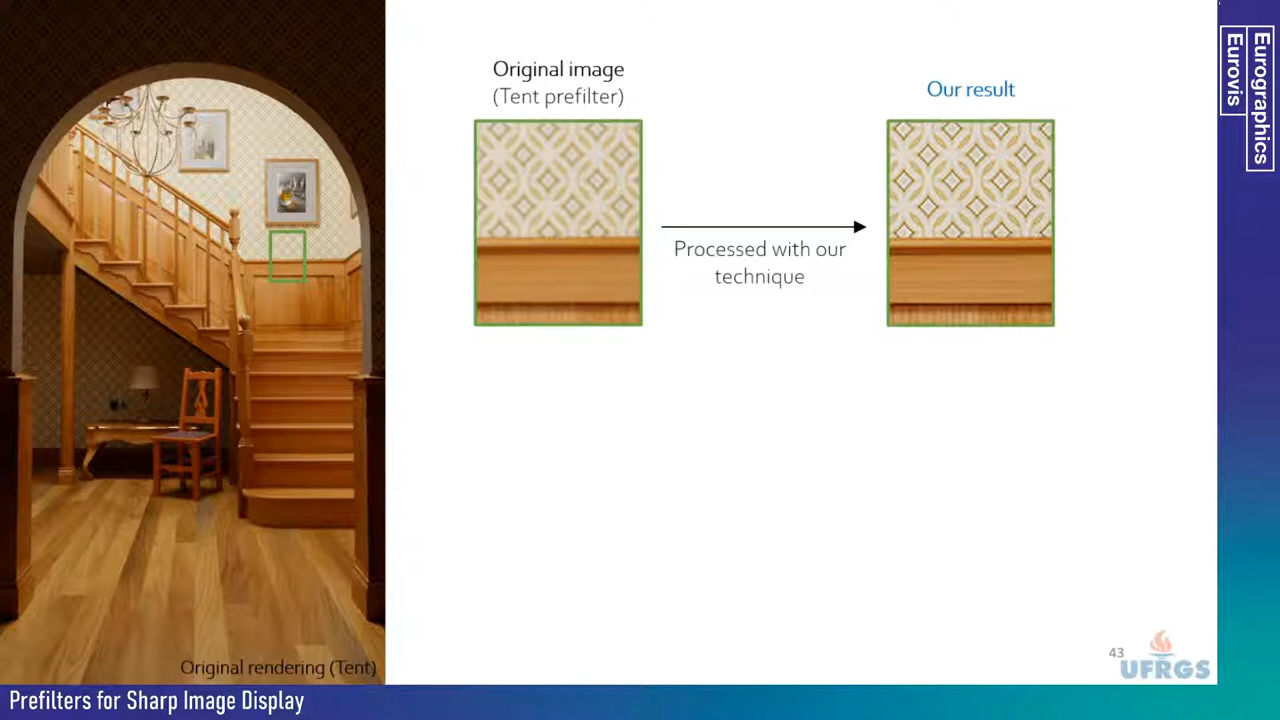 Original image
(Tent prefilter)
Our result
Processed with our
technique
Original rendering (Tent)
43
UFRGS
Prefilters for Sharp Image Display
Eurographics
Eurovis